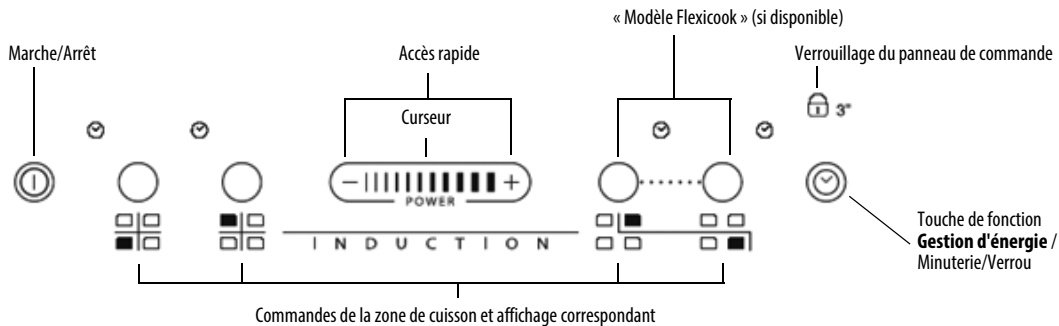 « Modèle Flexicook » (si disponible)
Marche/Arrêt
Accès rapide
Verrouillage du panneau de commande
Curseur
3"
− +
POWER
INDUCTION
Touche de fonction
Gestion d'énergie /
Minuterie/Verrou
Commandes de la zone de cuisson et affichage correspondant